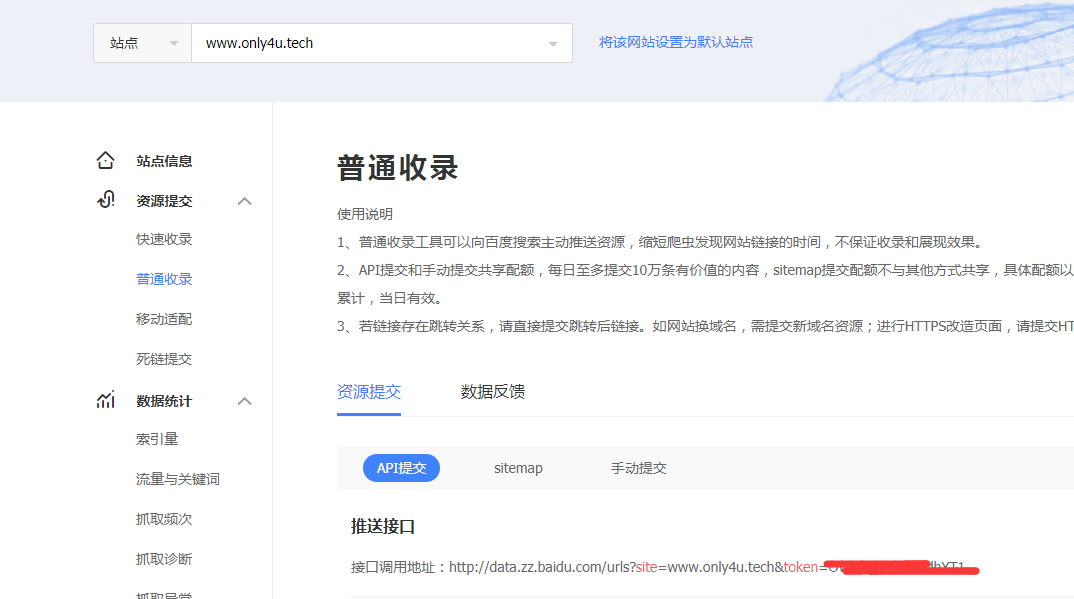 站点 www.only4u.tech 将该网站设置为默认站点
站点信息
资源提交
快速收录
普通收录
移动适配
死链提交
数据统计
索引量
流量与关键词
抓取频次
抓取诊断
抓取异常
普通收录
使用说明
1、普通收录工具可以向百度搜索主动推送资源，缩短爬虫发现网站链接的时间，不保证收录和展现效果。
2、API提交和手动提交共享配额，每日至多提交10万条有价值的内容，sitemap提交配额不与其他方式共享，具体配额以
累计，当日有效。
3、若链接存在跳转关系，请直接提交跳转后链接。如网站换域名，需提交新域名资源；进行HTTPS改造页面，请提交HT
资源提交 数据反馈
API提交 sitemap 手动提交
推送接口
接口调用地址：http://data.zz.baidu.com/urls?site=www.only4u.tech&token=